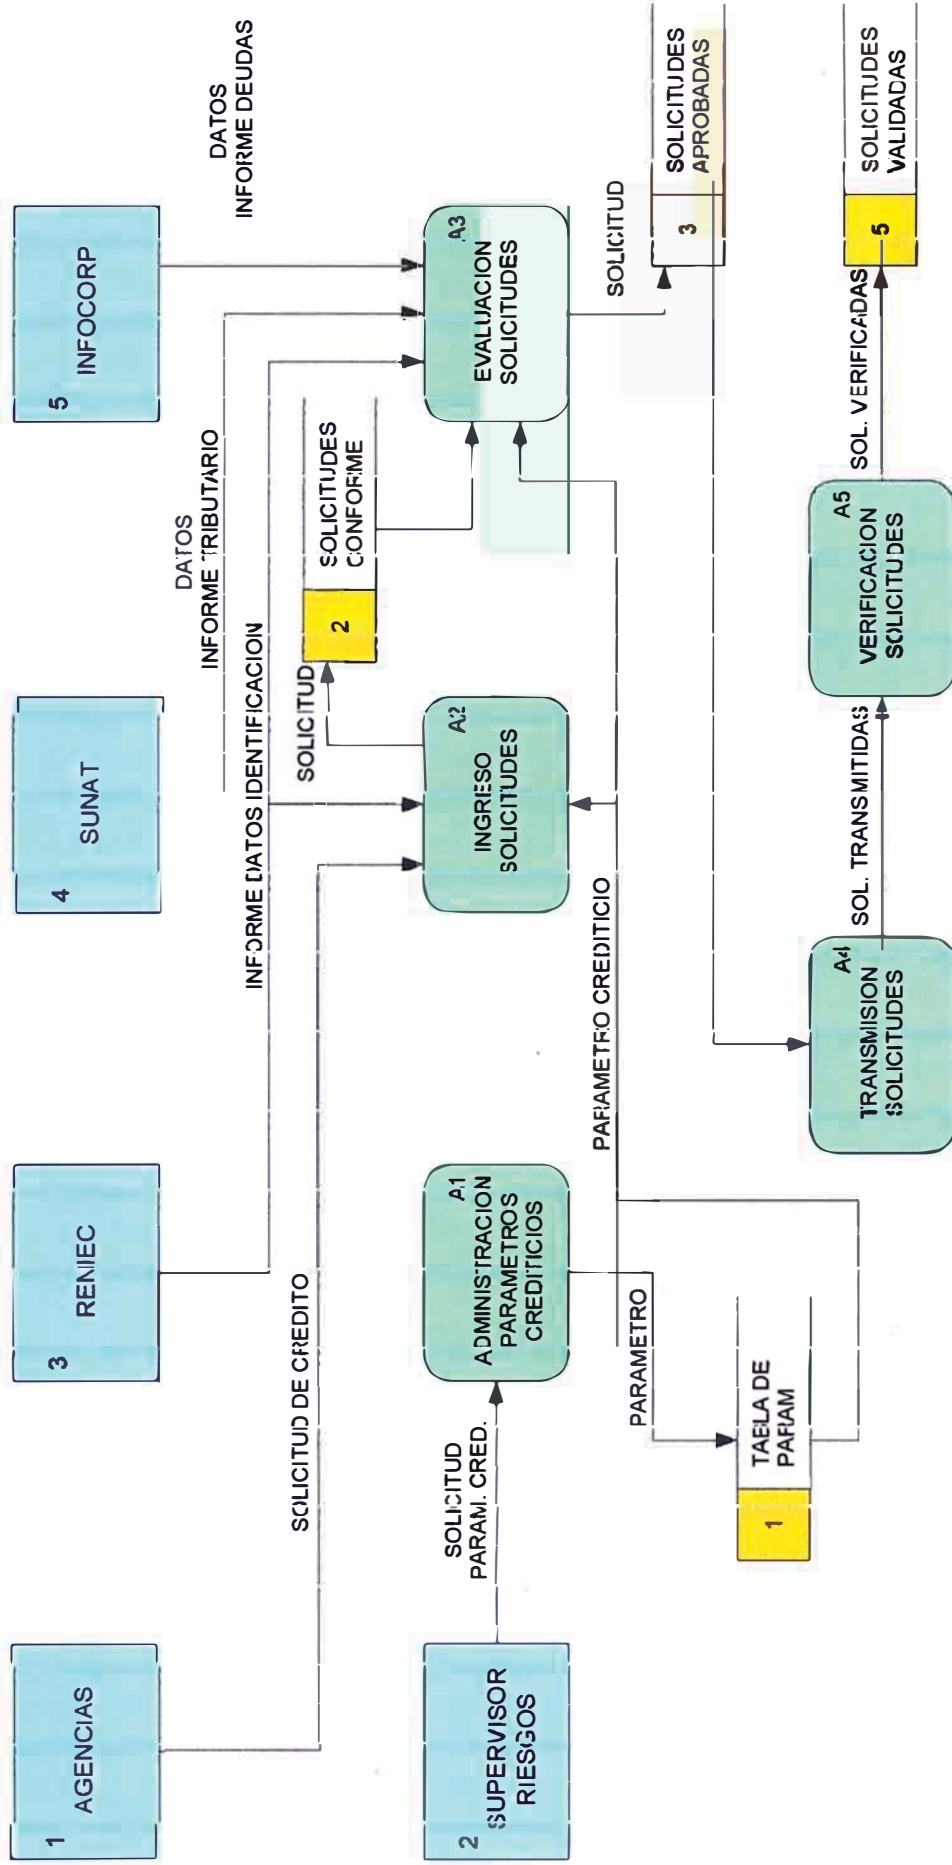 1
AGENCIAS
3
RENIEC
4
SUNAT
5
INFOCORP
DATOS
INFORME DEUDAS
DATOS
INFORME TRIBUTARIO
INFORME DATOS IDENTIFICACION
SOLICITUD DE CREDITO
SOLICITUD
2
SOLICITUDES
CONFORME
2
SUPERVISOR
RIESGOS
SOLICITUD
PARAM. CRED.
A1
ADMINISTRACION
PARAMETROS
CREDITICIOS
A2
INGRESO
SOLICITUDES
A3
EVALUACION
SOLICITUDES
PARAMETRO
PARAMETRO CREDITICIO
SOLICITUD
3
SOLICITUDES
APROBADAS
1
TABLA DE
PARAM
A4
TRANSMISION
SOLICITUDES
SOL. TRANSMITIDAS
A5
VERIFICACION
SOLICITUDES
SOL. VERIFICADAS
5
SOLICITUDES
VALIDADAS